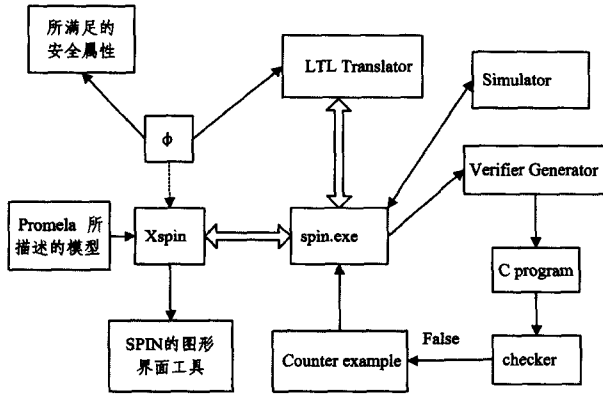 所满足的
安全属性
LTL Translator
Simulator
ϕ
Verifier Generator
Promela 所
描述的模型
Xspin
spin.exe
C program
SPIN的图形
界面工具
Counter example
False
checker